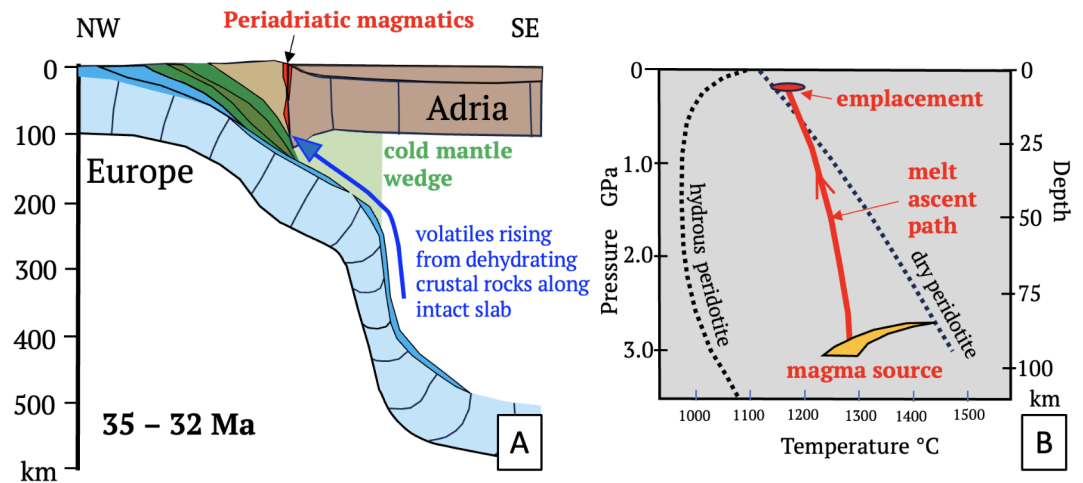 NW
Periadriatic magmatics
SE
0
100
200
300
400
500
km
Adria
Europe
cold mantle
wedge
volatiles rising
from dehydrating
crustal rocks along
intact slab
35 – 32 Ma
A
0
1.0
2.0
3.0
Pressure GPa
hydrous peridotite
dry peridotite
emplacement
melt
ascent
path
magma source
0
25
50
75
100
km
Depth
1000 1100 1200 1300 1400 1500
Temperature °C
B